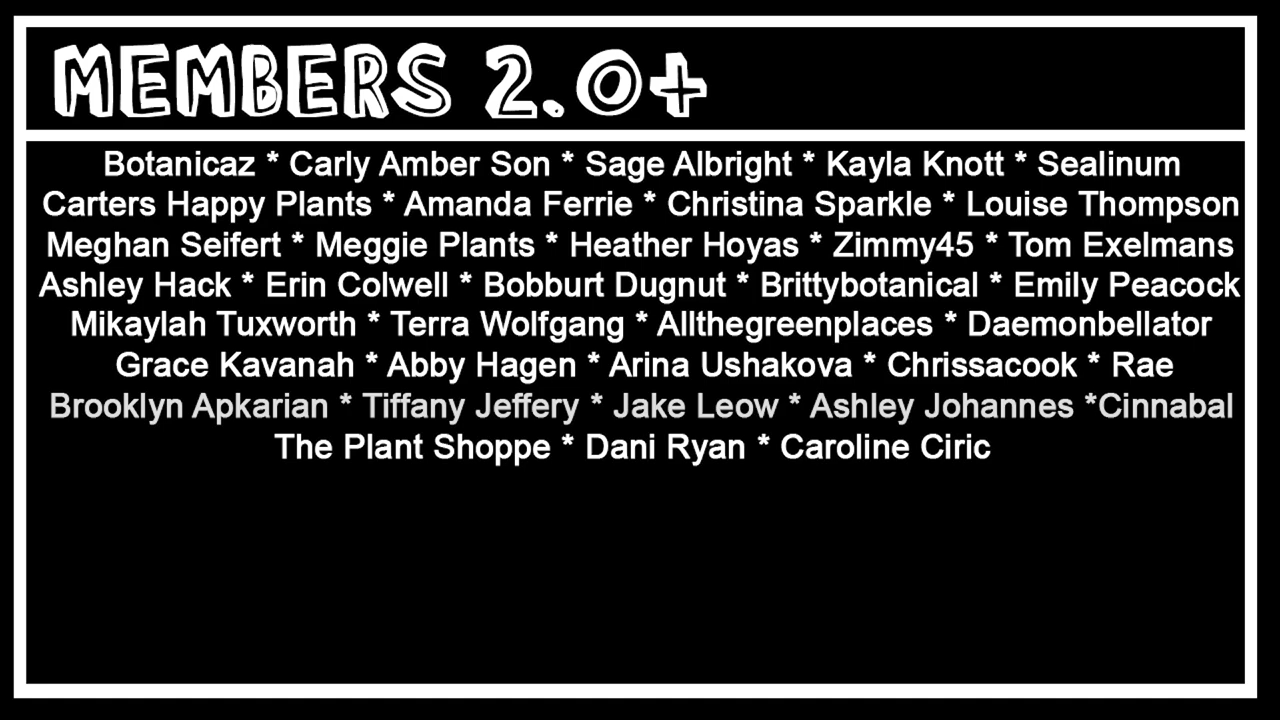 MEMBERS 2.0+
Botanicaz * Carly Amber Son * Sage Albright * Kayla Knott * Sealinum
Carters Happy Plants * Amanda Ferrie * Christina Sparkle * Louise Thompson
Meghan Seifert * Meggie Plants * Heather Hoyas * Zimmy45 * Tom Exelmans
Ashley Hack * Erin Colwell * Bobburt Dugnut * Brittybotanical * Emily Peacock
Mikaylah Tuxworth * Terra Wolfgang * Allthegreenplaces * Daemonbellator
Grace Kavanah * Abby Hagen * Arina Ushakova * Chrissacook * Rae
Brooklyn Apkarian * Tiffany Jeffery * Jake Leow * Ashley Johannes *Cinnabal
The Plant Shoppe * Dani Ryan * Caroline Ciric